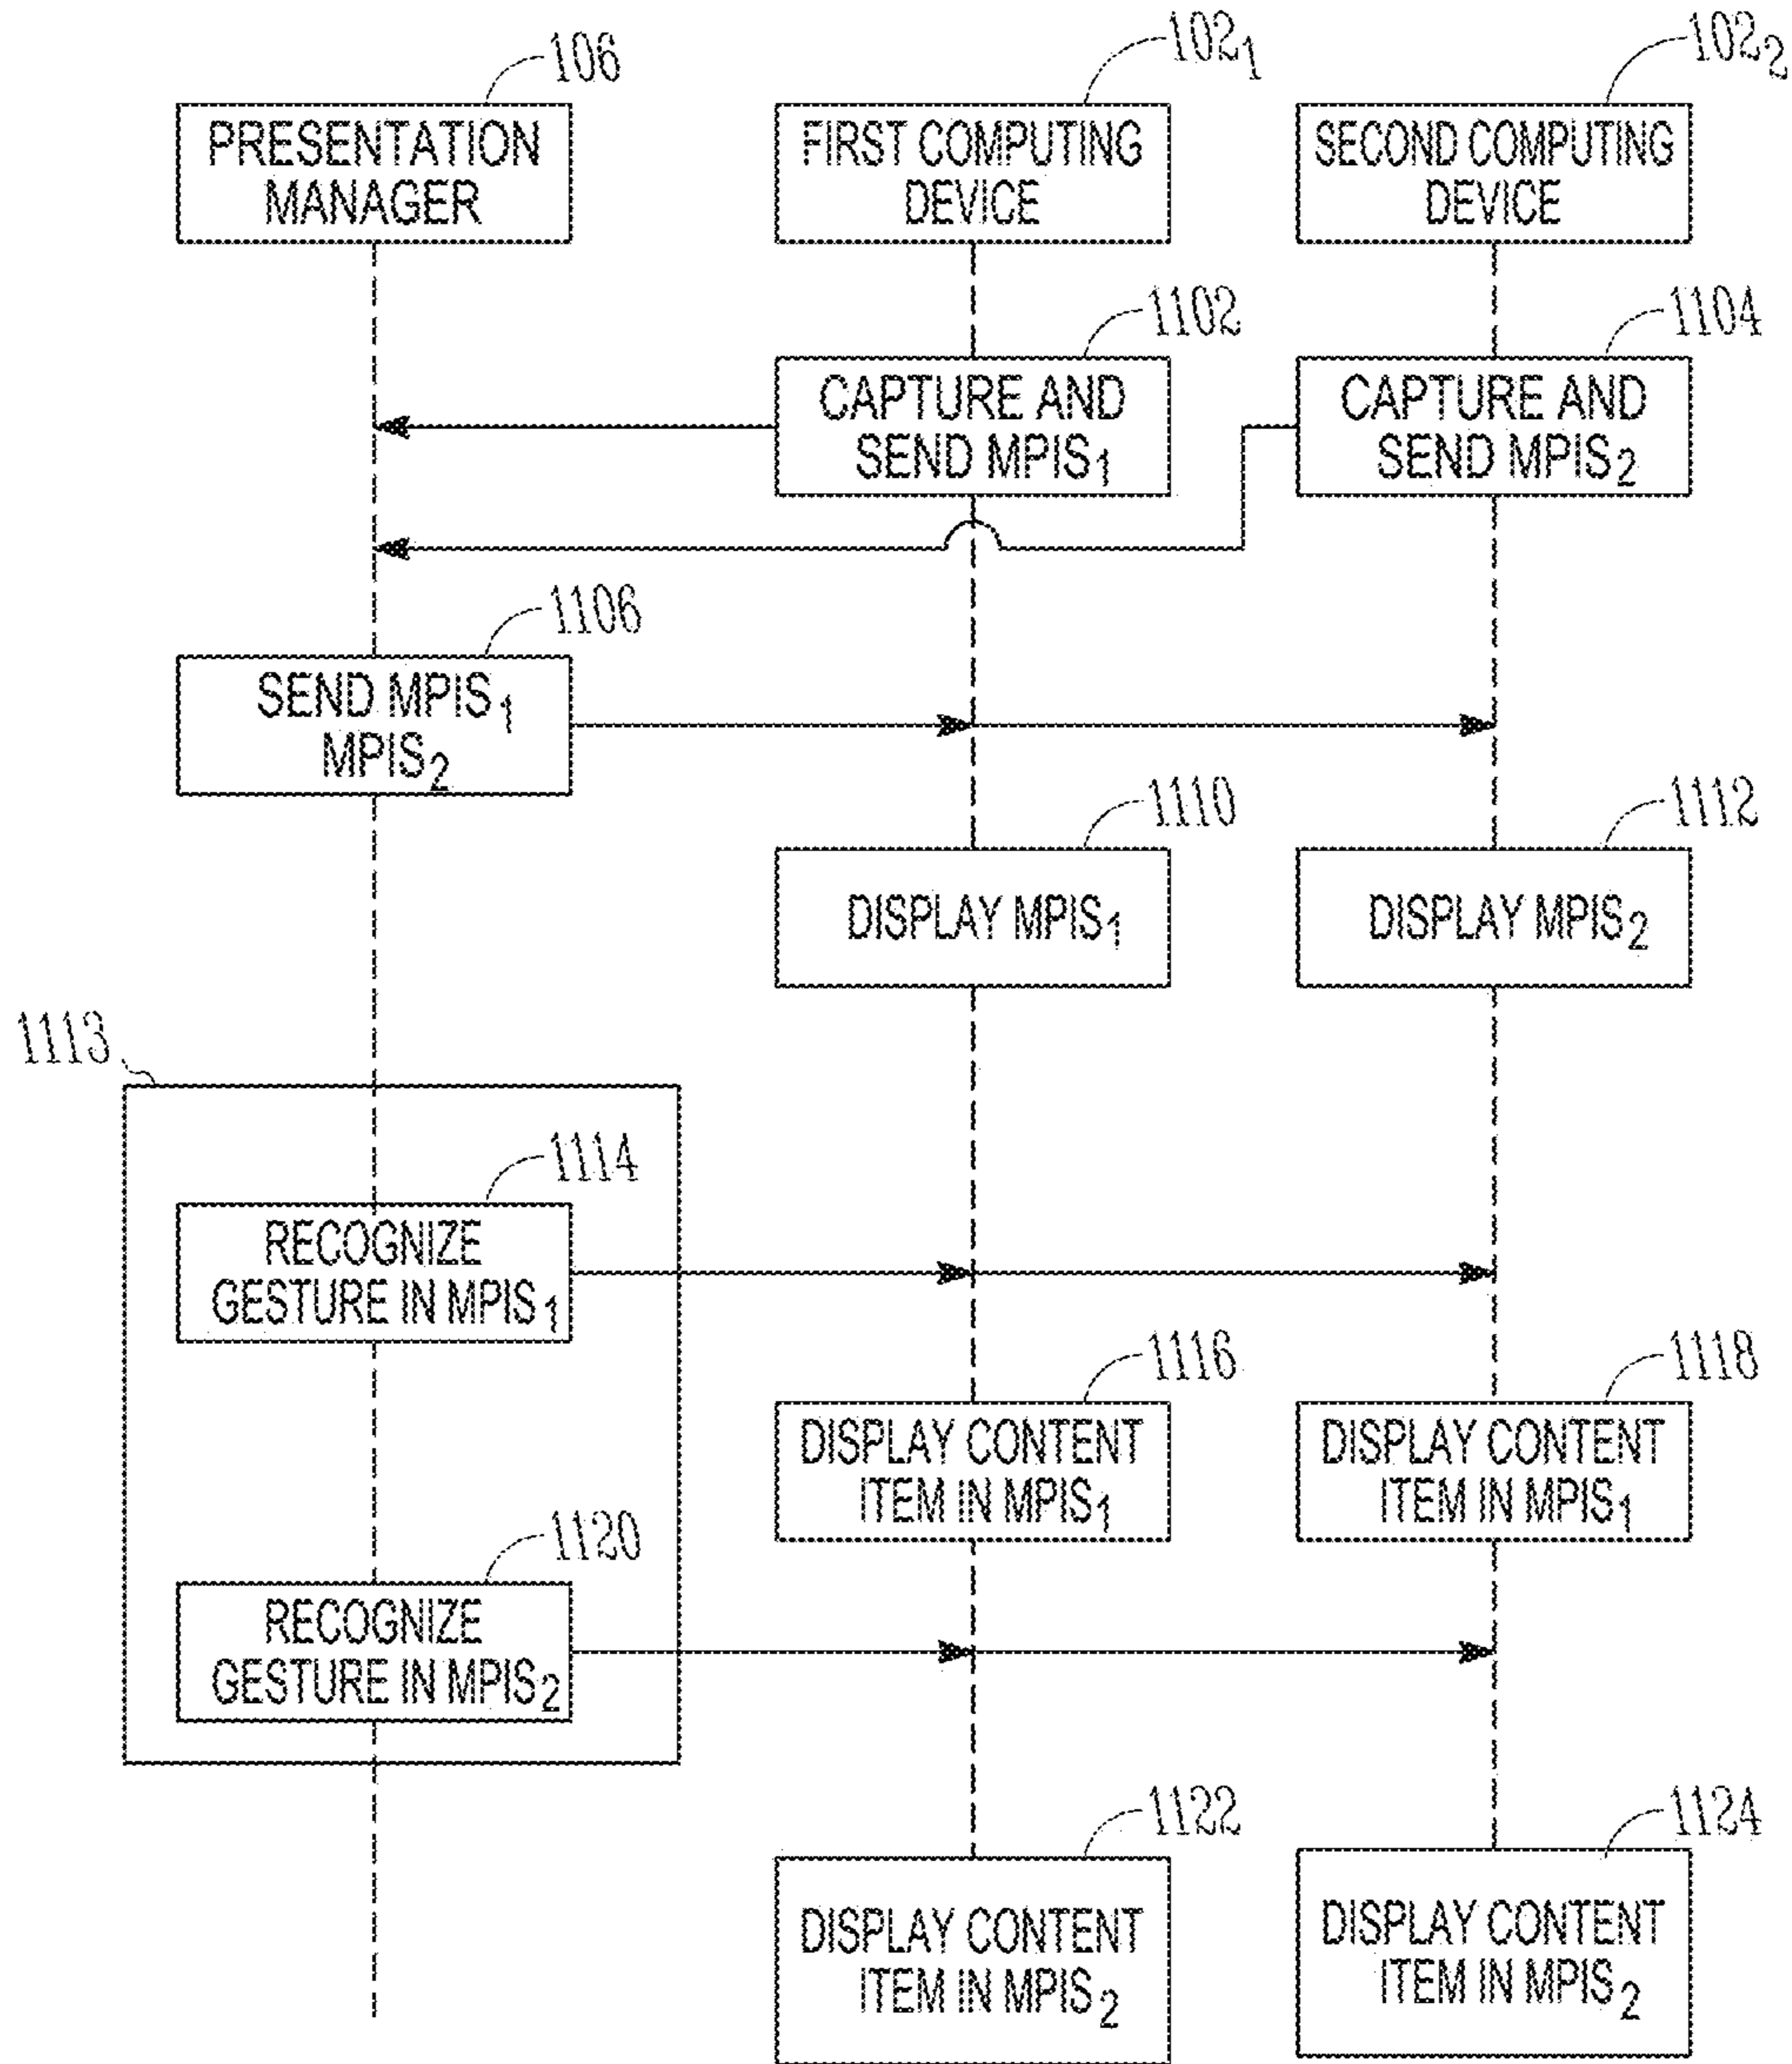 106
102₁
102₂
PRESENTATION
MANAGER
FIRST COMPUTING
DEVICE
SECOND COMPUTING
DEVICE
1102
1104
CAPTURE AND
SEND MPIS₁
CAPTURE AND
SEND MPIS₂
1106
SEND MPIS₁
MPIS₂
1110
1112
DISPLAY MPIS₁
DISPLAY MPIS₂
1113
1114
RECOGNIZE
GESTURE IN MPIS₁
1116
1118
DISPLAY CONTENT
ITEM IN MPIS₁
DISPLAY CONTENT
ITEM IN MPIS₁
1120
RECOGNIZE
GESTURE IN MPIS₂
1122
1124
DISPLAY CONTENT
ITEM IN MPIS₂
DISPLAY CONTENT
ITEM IN MPIS₂